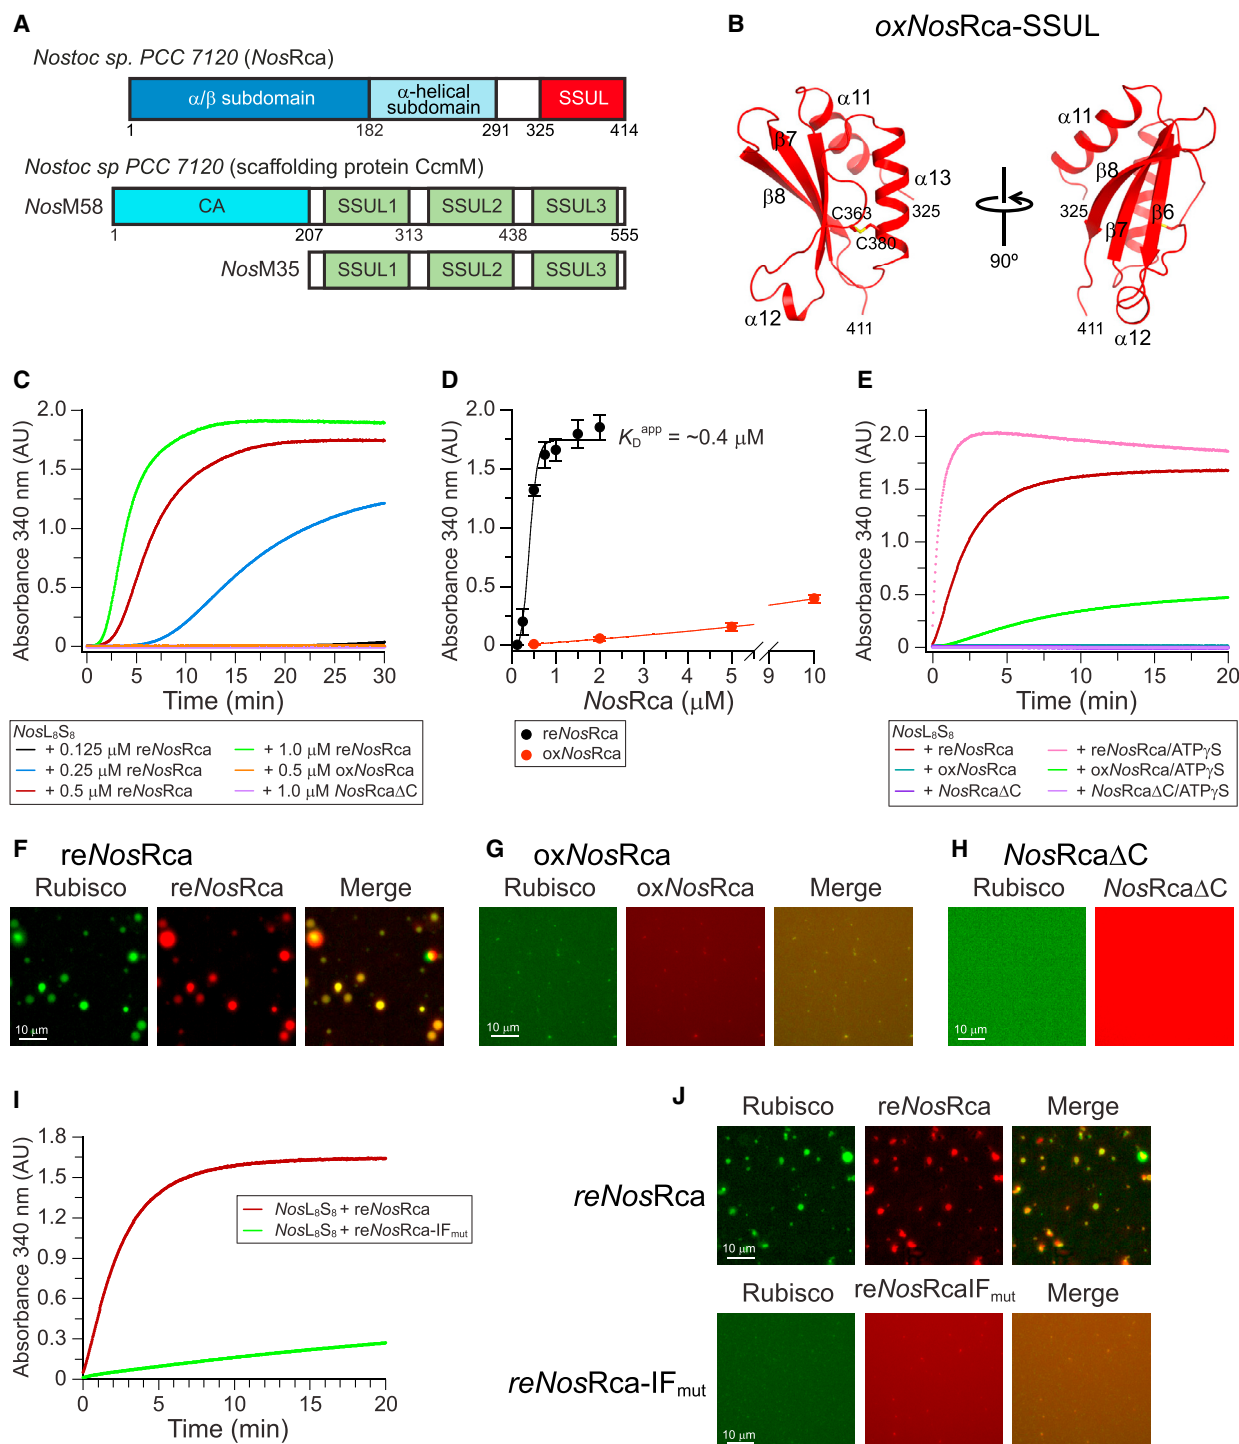 A
Nostoc sp. PCC 7120 (NosRca)
α/β subdomain
α-helical
subdomain
SSUL
1 182 291 325 414
Nostoc sp PCC 7120 (scaffolding protein CcmM)
NosM58
CA SSUL1 SSUL2 SSUL3
1 207 313 438 555
NosM35
SSUL1 SSUL2 SSUL3
B
oxNosRca-SSUL
α11
β7
β8
α13
325
C363
C380
α12
411
90º
α11
β8
325
β7
β6
411
α12
C
Absorbance 340 nm (AU)
2.0
1.5
1.0
0.5
0
0 5 10 15 20 25 30
Time (min)
NosL8S8
+ 0.125 μM reNosRca
+ 0.25 μM reNosRca
+ 0.5 μM reNosRca
+ 1.0 μM reNosRca
+ 0.5 μM oxNosRca
+ 1.0 μM NosRcaΔC
D
Absorbance 340 nm (AU)
2.0
1.5
1.0
0.5
0
KDapp = ~0.4 μM
0 1 2 3 4 5 9 10
NosRca (μM)
reNosRca
oxNosRca
E
Absorbance 340 nm (AU)
2.0
1.5
1.0
0.5
0
0 5 10 15 20
Time (min)
NosL8S8
+ reNosRca
+ oxNosRca
+ NosRcaΔC
+ reNosRca/ATPγS
+ oxNosRca/ATPγS
+ NosRcaΔC/ATPγS
F
reNosRca
Rubisco reNosRca Merge
10 μm
G
oxNosRca
Rubisco oxNosRca Merge
10 μm
H
NosRcaΔC
Rubisco NosRcaΔC
10 μm
I
Absorbance 340 nm (AU)
1.8
1.5
1.2
0.9
0.6
0.3
0
NosL8S8 + reNosRca
NosL8S8 + reNosRca-IFmut
0 5 10 15 20
Time (min)
J
Rubisco reNosRca Merge
reNosRca
10 μm
Rubisco reNosRcaIFmut Merge
reNosRca-IFmut
10 μm